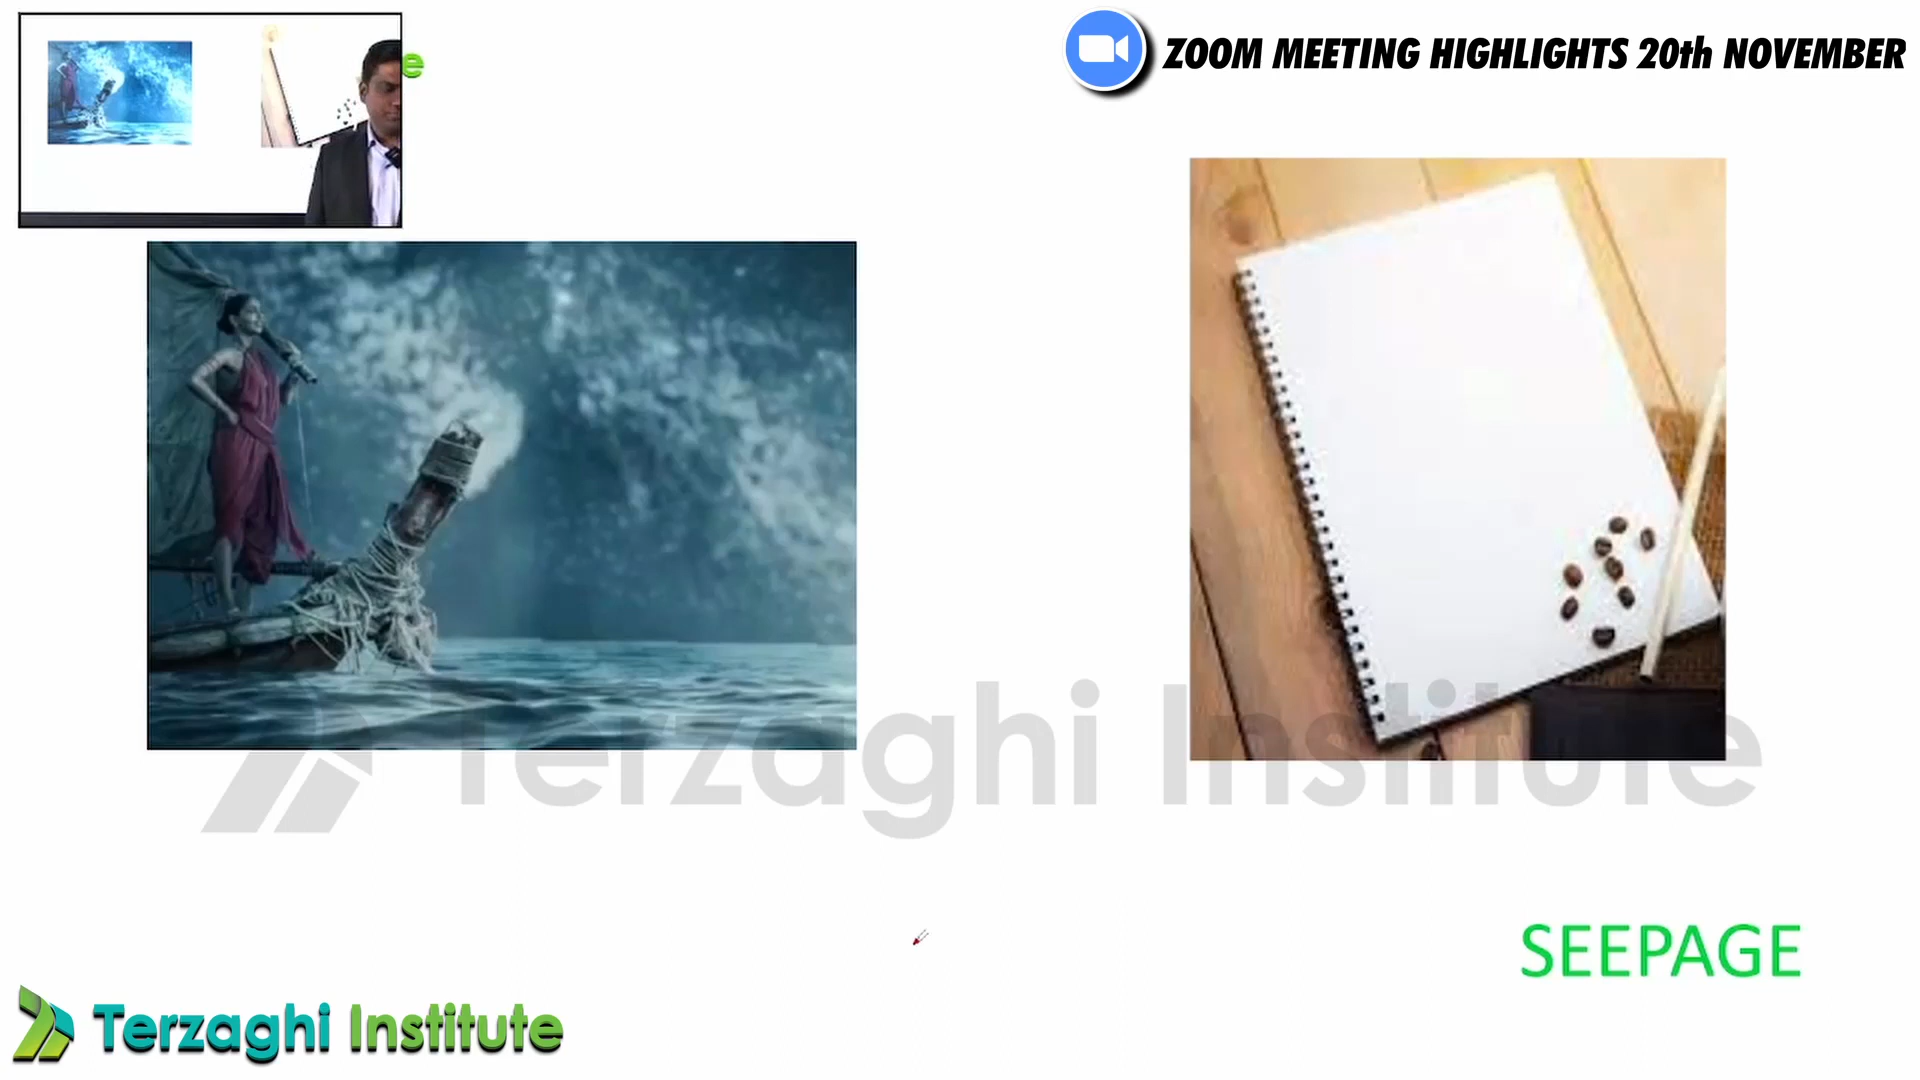 e
ZOOM MEETING HIGHLIGHTS 20th NOVEMBER
Terzaghi Institute
SEEPAGE
Terzaghi Institute